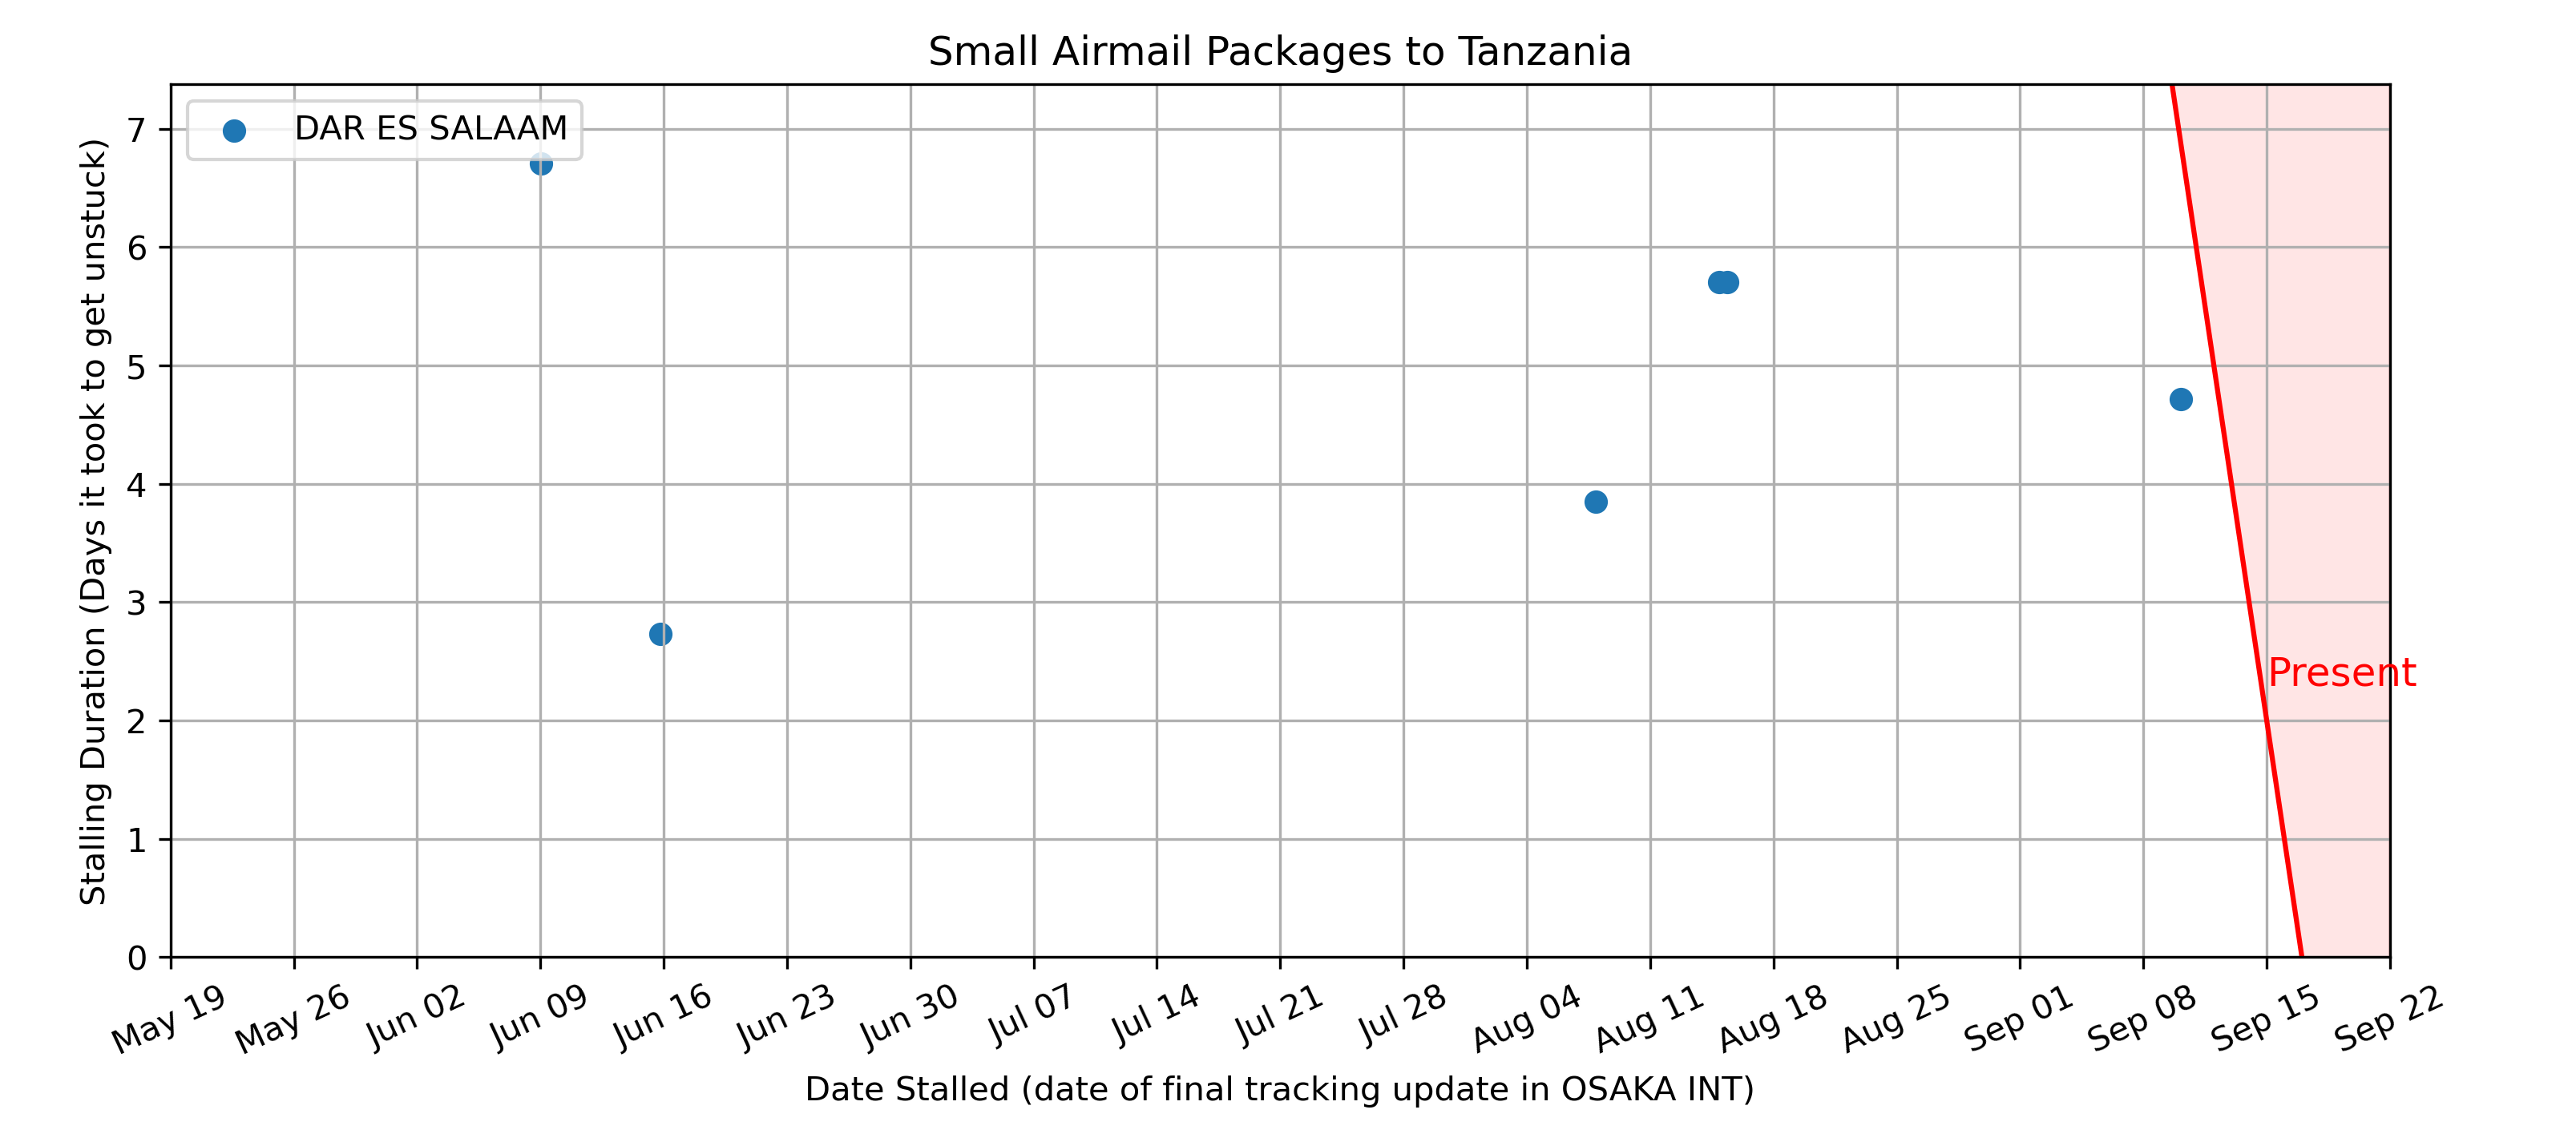 Small Airmail Packages to Tanzania
DAR ES SALAAM
Stalling Duration (Days it took to get unstuck)
7
6
5
4
3
2
1
0
Present
May 19
May 26
Jun 02
Jun 09
Jun 16
Jun 23
Jun 30
Jul 07
Jul 14
Jul 21
Jul 28
Aug 04
Aug 11
Aug 18
Aug 25
Sep 01
Sep 08
Sep 15
Sep 22
Date Stalled (date of final tracking update in OSAKA INT)